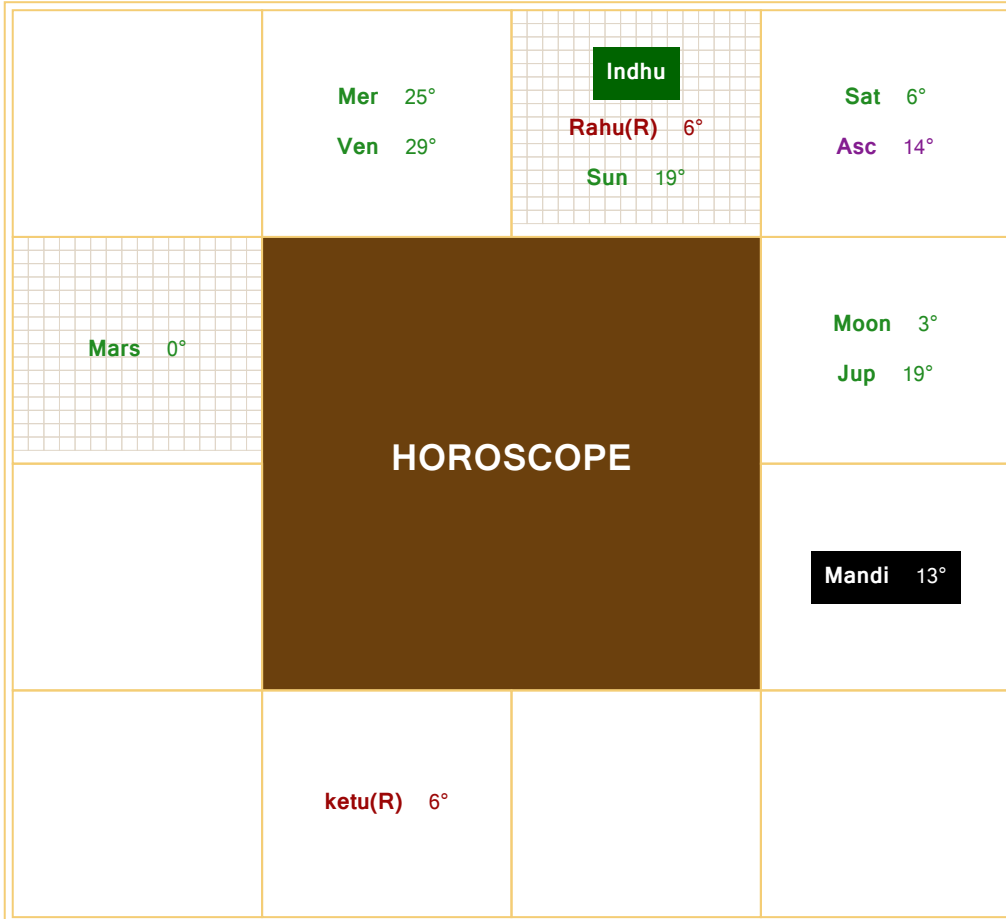 Indhu
Mer 25°
Ven 29°
Rahu(R) 6°
Sun 19°
Sat 6°
Asc 14°
Mars 0°
Moon 3°
Jup 19°
HOROSCOPE
Mandi 13°
ketu(R) 6°